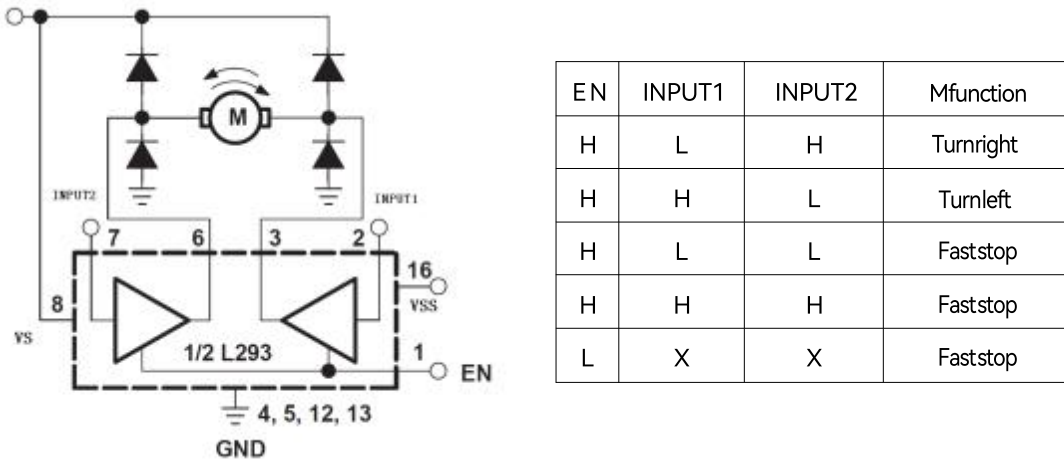 M
INPUT2
INPUT1
7 6 3 2
16
8
VSS
VS
1/2 L293
1
EN
4, 5, 12, 13
GND
EN INPUT1 INPUT2 Mfunction
H L H Turnright
H H L Turnleft
H L L Faststop
H H H Faststop
L X X Faststop